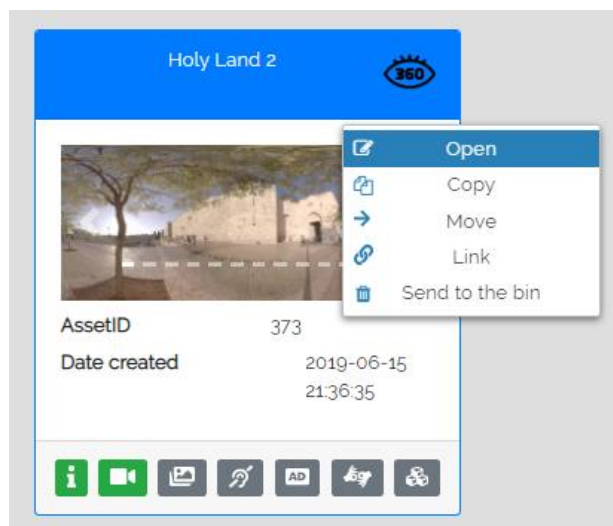 Holy Land 2
360
Open
Copy
Move
Link
Send to the bin
AssetID 373
Date created 2019-06-15
21:36:35
i
AD